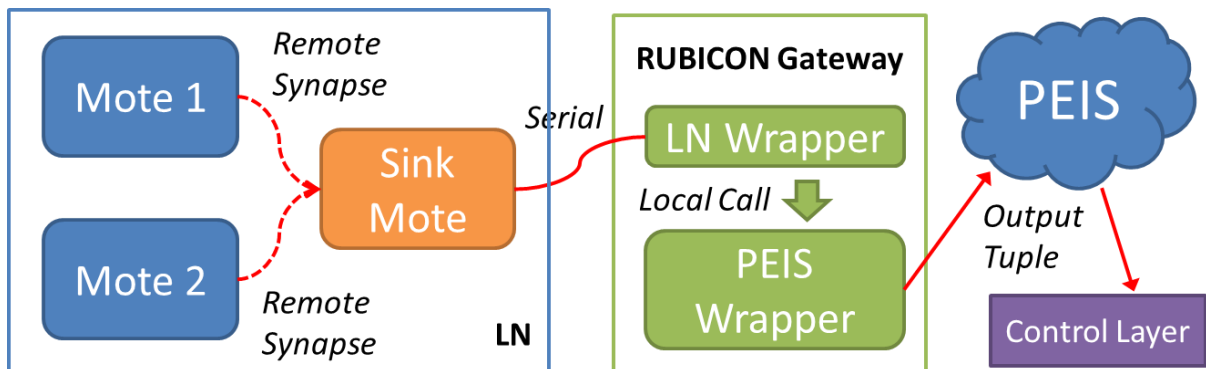 Mote 1
Remote
Synapse
Sink
Mote
Mote 2
Remote
Synapse
LN
Serial
RUBICON Gateway
LN Wrapper
Local Call
PEIS
Wrapper
PEIS
Output
Tuple
Control Layer